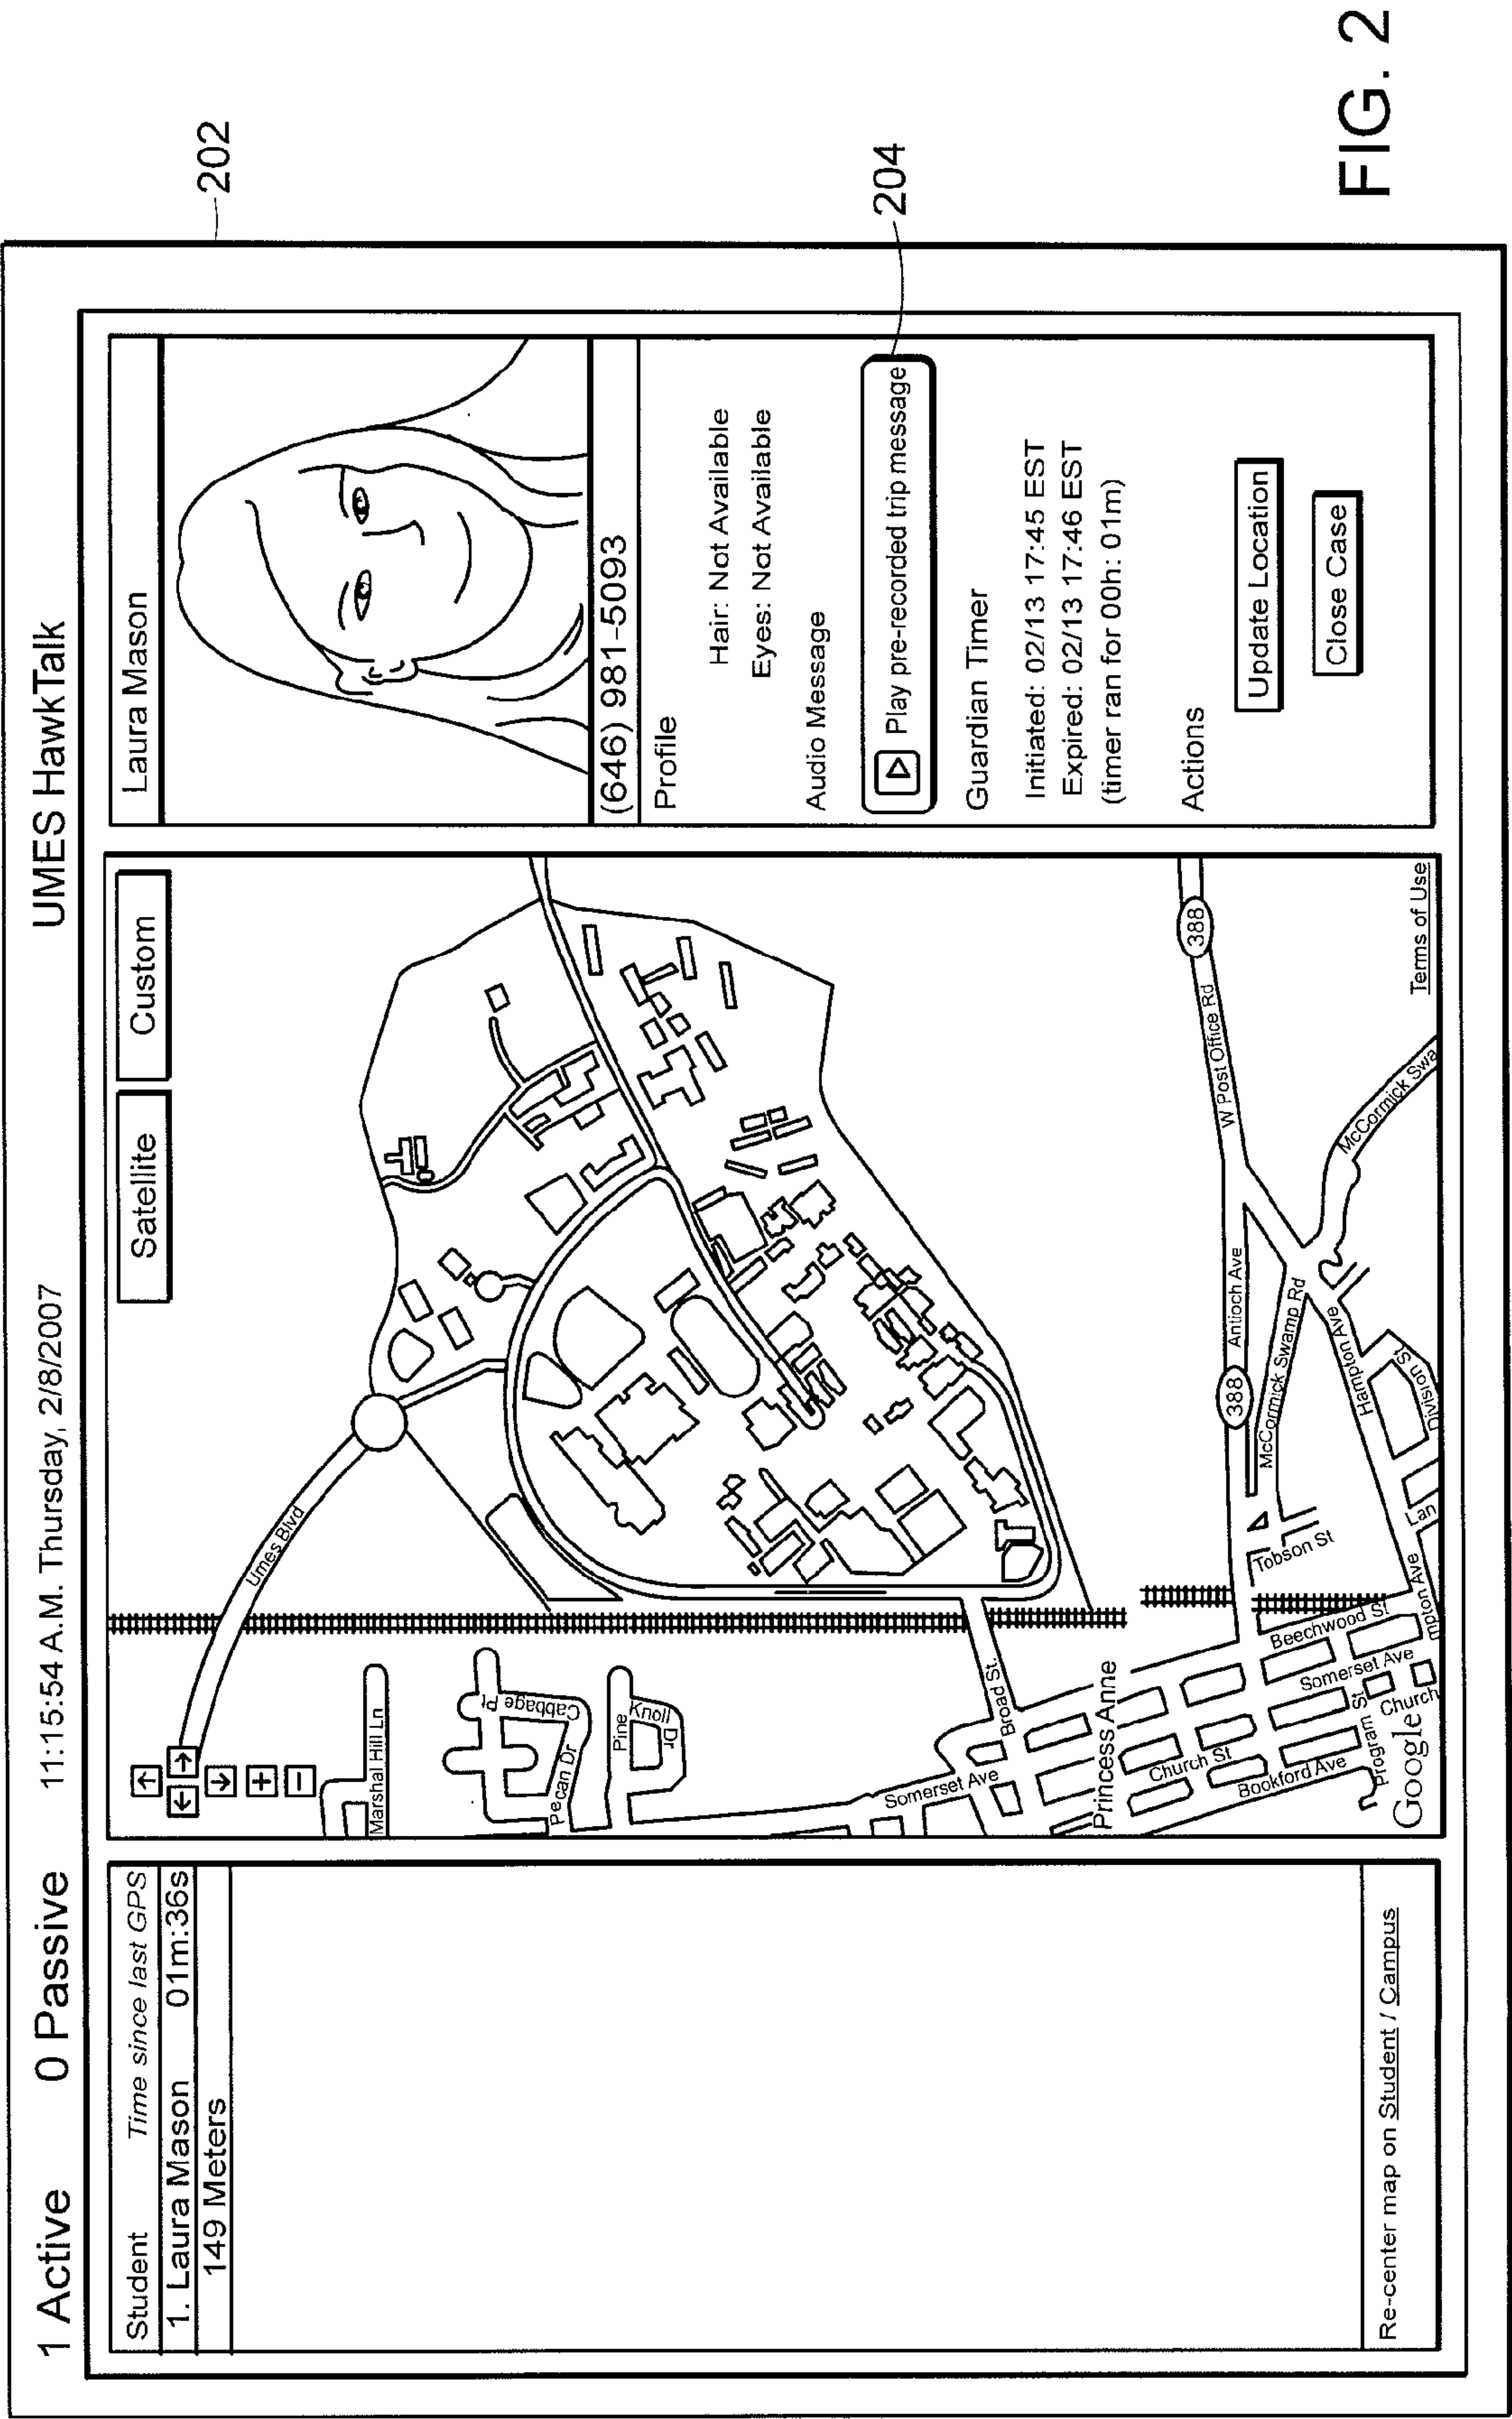 1 Active 0 Passive 11:15:54 A.M. Thursday, 2/8/2007 UMES HawkTalk
202
Student Time since last GPS
1. Laura Mason 01m:36s
149 Meters
Re-center map on Student / Campus
Satellite Custom
Umes Blvd
Marshal Hill Ln
Cabbage Pt
Pecan Dr
Pine Knoll Dr
Broad St.
Somerset Ave
Princess Anne
Church St
Bookford Ave
Program St
Church
Somerset Ave
Beechwood St
mpton Ave
Lan
Tobson St
388
Antioch Ave
McCormick Swamp Rd
Hampton Ave
Division St
W Post Office Rd
388
McCormick Swa
Google
Terms of Use
Laura Mason
(646) 981-5093
Profile
Hair: Not Available
Eyes: Not Available
Audio Message
Play pre-recorded trip message
204
Guardian Timer
Initiated: 02/13 17:45 EST
Expired: 02/13 17:46 EST
(timer ran for 00h: 01m)
Actions
Update Location
Close Case
FIG. 2